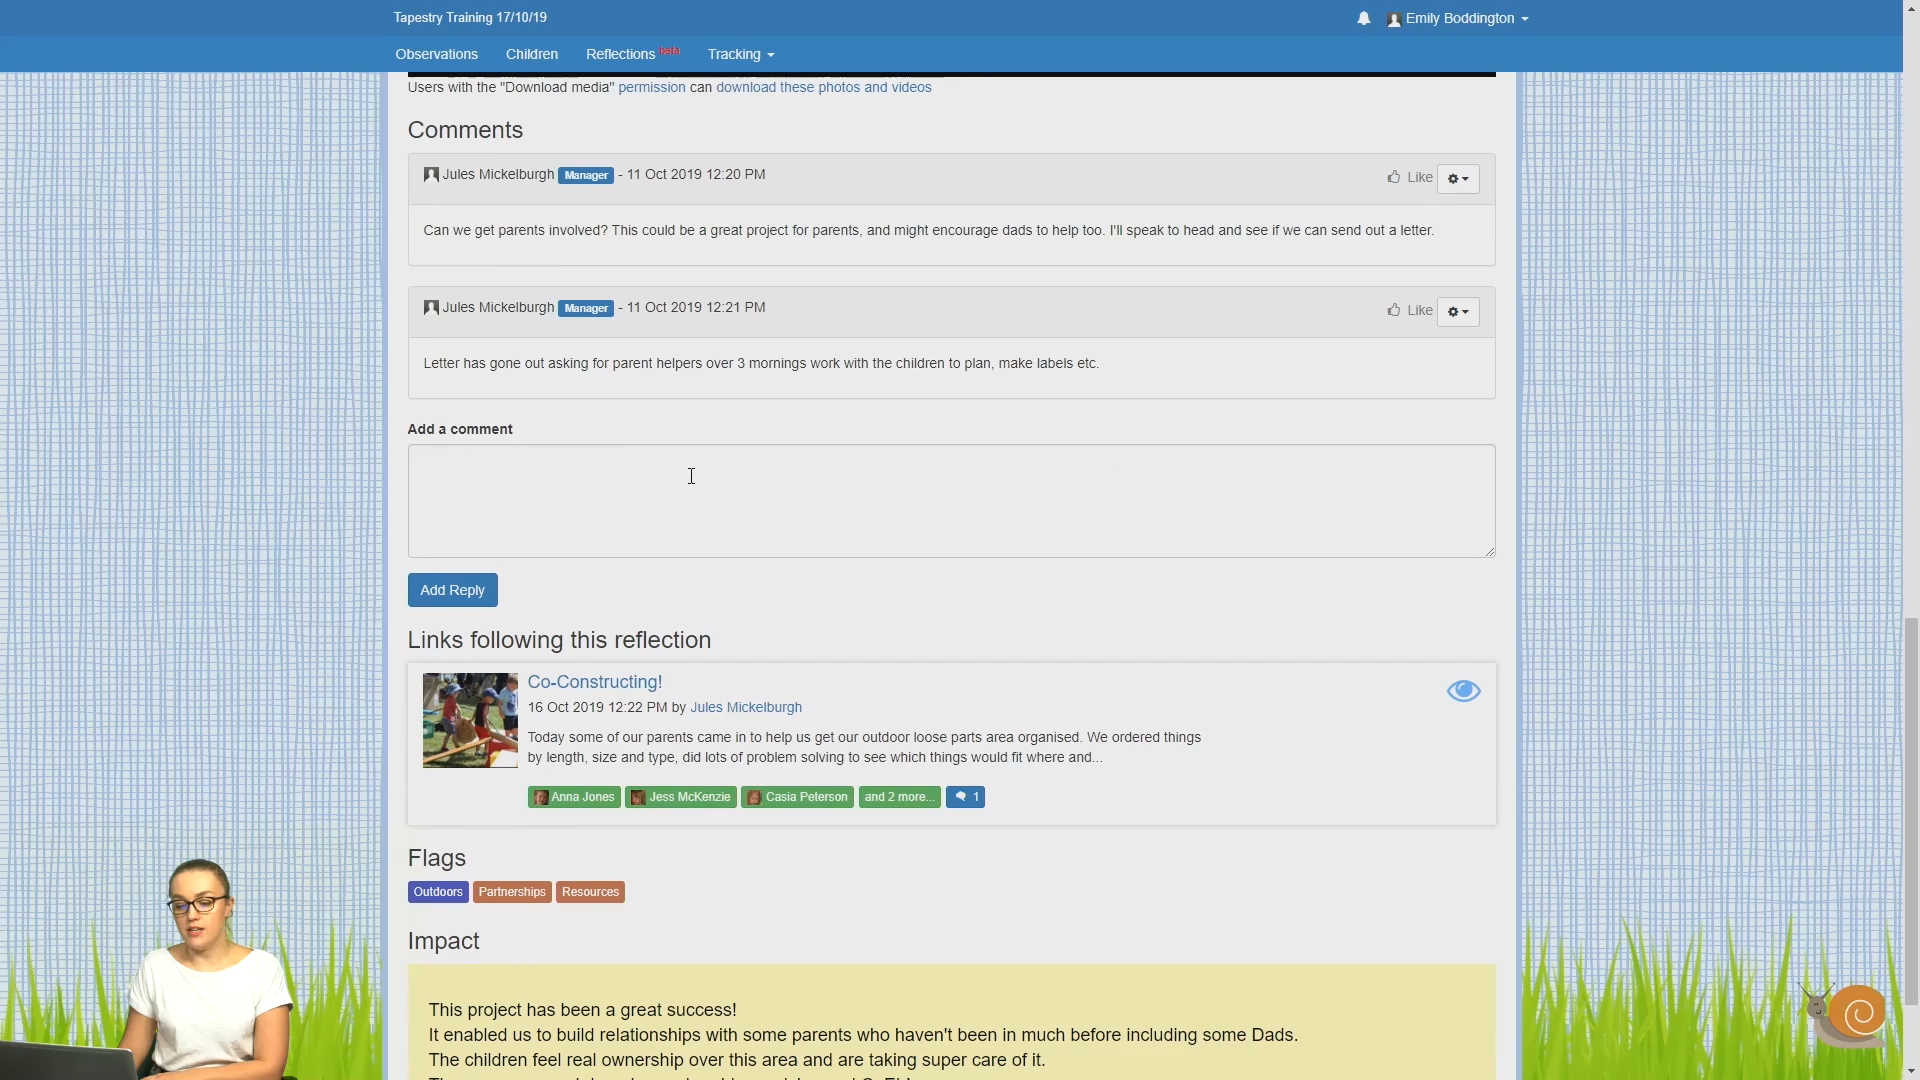 Tapestry Training 17/10/19
Emily Boddington
Observations Children Reflections beta Tracking
Users with the "Download media" permission can download these photos and videos
Comments
Jules Mickelburgh Manager - 11 Oct 2019 12:20 PM
Like
Can we get parents involved? This could be a great project for parents, and might encourage dads to help too. I'll speak to head and see if we can send out a letter.
Jules Mickelburgh Manager - 11 Oct 2019 12:21 PM
Like
Letter has gone out asking for parent helpers over 3 mornings work with the children to plan, make labels etc.
Add a comment
Add Reply
Links following this reflection
Co-Constructing!
16 Oct 2019 12:22 PM by Jules Mickelburgh
Today some of our parents came in to help us get our outdoor loose parts area organised. We ordered things
by length, size and type, did lots of problem solving to see which things would fit where and...
Anna Jones Jess McKenzie Casia Peterson and 2 more... 1
Flags
Outdoors Partnerships Resources
Impact
This project has been a great success!
It enabled us to build relationships with some parents who haven't been in much before including some Dads.
The children feel real ownership over this area and are taking super care of it.